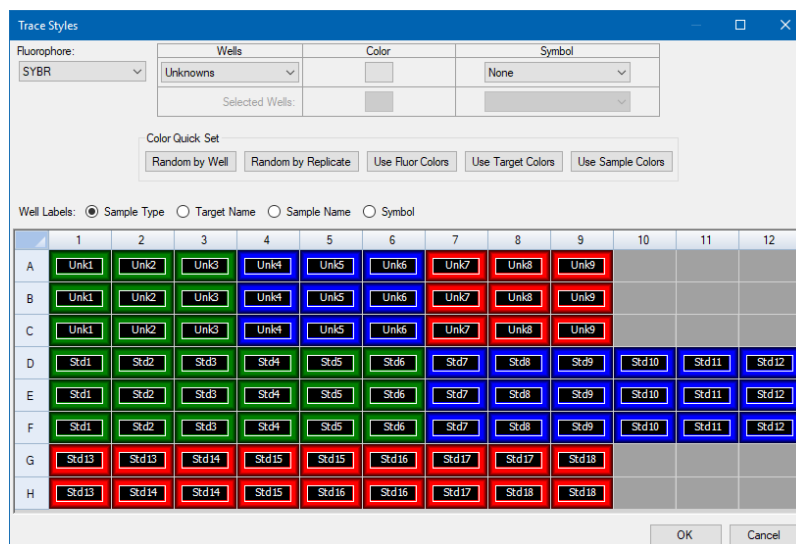 Trace Styles
Fluorophore: Wells Color Symbol
SYBR Unknowns None
Selected Wells:
Color Quick Set
Random by Well Random by Replicate Use Fluor Colors Use Target Colors Use Sample Colors
Well Labels: Sample Type Target Name Sample Name Symbol
1 2 3 4 5 6 7 8 9 10 11 12
A Unk1 Unk2 Unk3 Unk4 Unk5 Unk6 Unk7 Unk8 Unk9
B Unk1 Unk2 Unk3 Unk4 Unk5 Unk6 Unk7 Unk8 Unk9
C Unk1 Unk2 Unk3 Unk4 Unk5 Unk6 Unk7 Unk8 Unk9
D Std1 Std2 Std3 Std4 Std5 Std6 Std7 Std8 Std9 Std10 Std11 Std12
E Std1 Std2 Std3 Std4 Std5 Std6 Std7 Std8 Std9 Std10 Std11 Std12
F Std1 Std2 Std3 Std4 Std5 Std6 Std7 Std8 Std9 Std10 Std11 Std12
G Std13 Std13 Std14 Std15 Std15 Std16 Std17 Std17 Std18
H Std13 Std14 Std14 Std15 Std16 Std16 Std17 Std18 Std18
OK Cancel